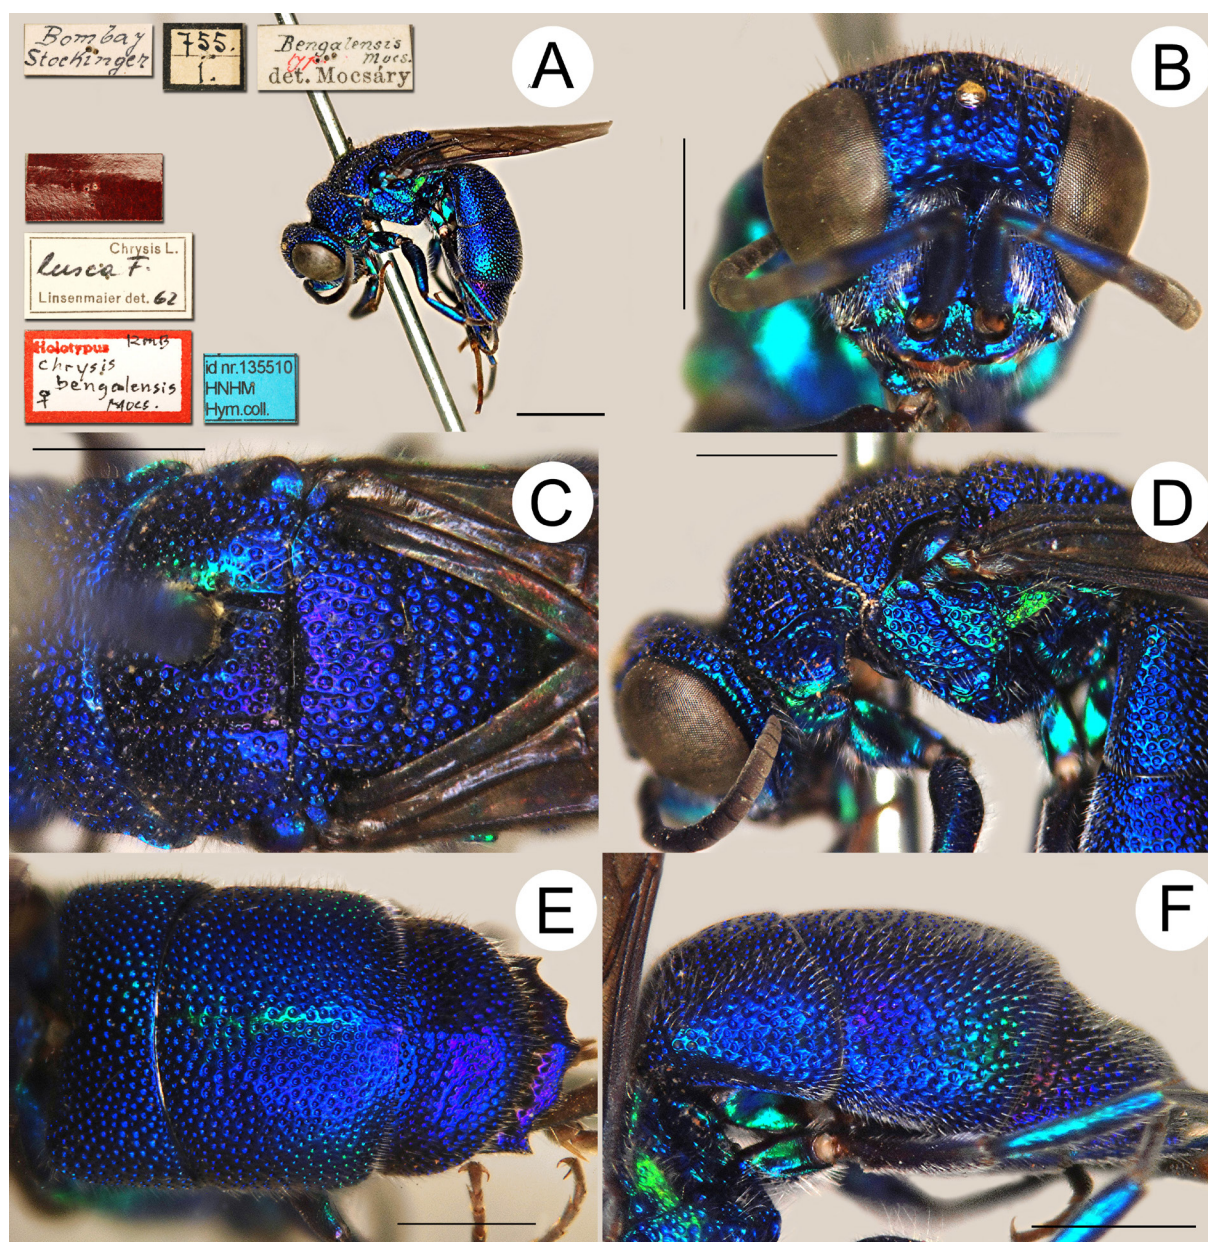 Bombay
Stockinger
755.
1.
Bengalensis
Mocs.
det. Mocsáry
A
B
Chrysis L.
lusca F.
Linsenmaier det. 62
Holotypus
chrysis
bengalensis
♀ Mocs.
id nr.135510
HNHM
Hym.coll.
C
D
E
F